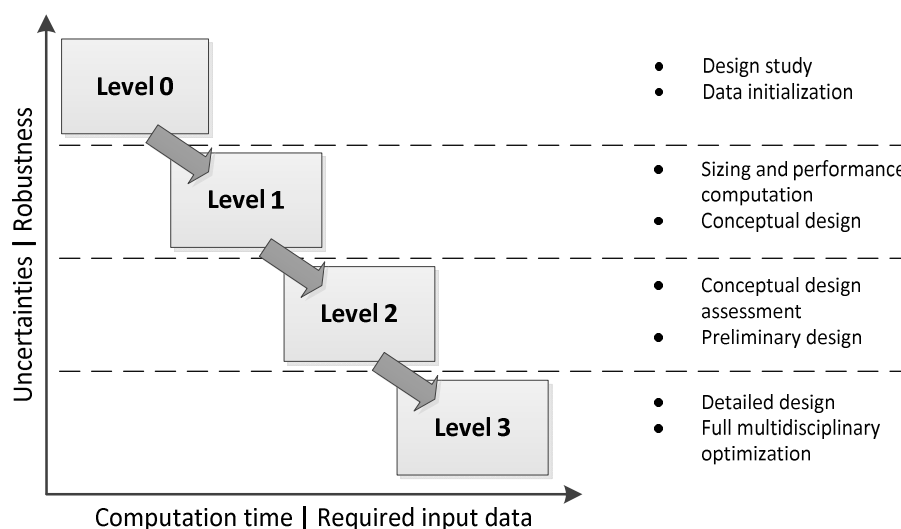 Level 0
Design study
Data initialization
Level 1
Sizing and performance
computation
Conceptual design
Level 2
Conceptual design
assessment
Preliminary design
Level 3
Detailed design
Full multidisciplinary
optimization
Uncertainties | Robustness
Computation time | Required input data